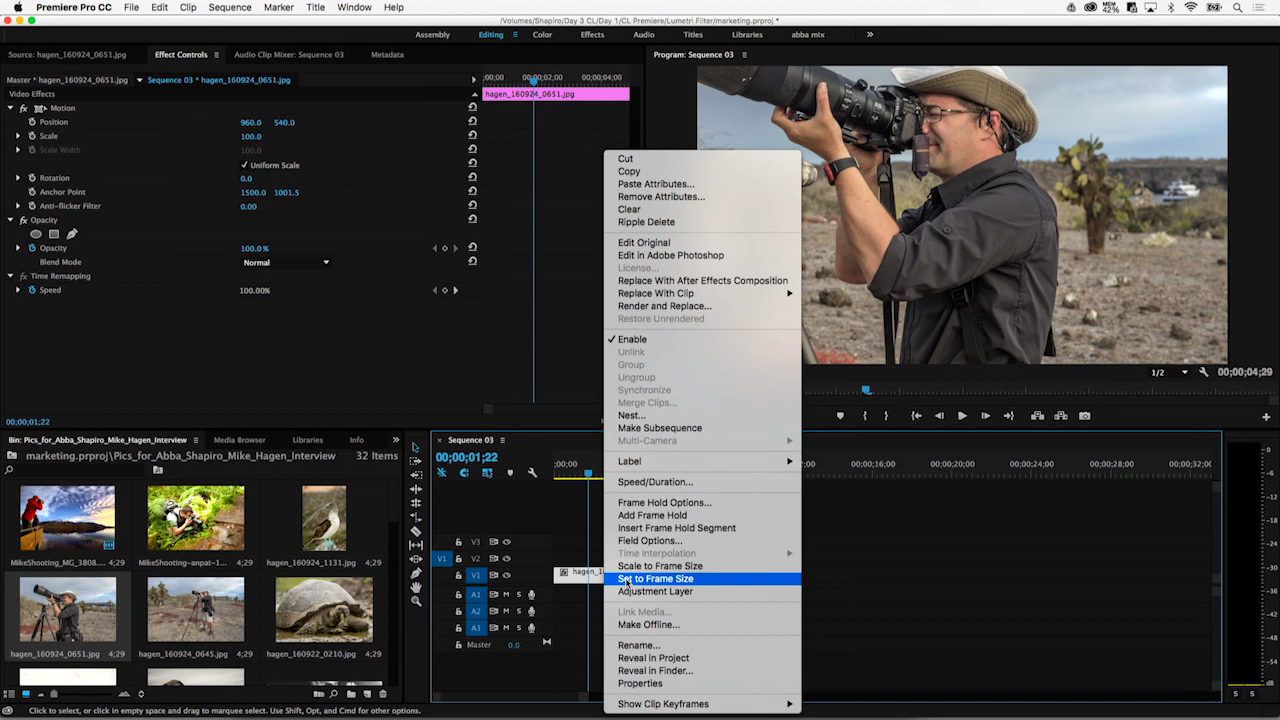 Premiere Pro CC File Edit Clip Sequence Marker Title Window Help
MEM 42%
/Volumes/Shapiro/Day 3 CL/Day 1/CL Premiere/Lumetri Filter/marketing.prproj *
Assembly Editing Color Effects Audio Titles Libraries abba mix
Source: hagen_160924_0651.jpg Effect Controls Audio Clip Mixer: Sequence 03 Metadata
Program: Sequence 03
Master * hagen_160924_0651.jpg Sequence 03 * hagen_160924_0651.jpg
;00;00 00;00;02;00 00;00;04;00
Video Effects
hagen_160924_0651.jpg
fx Motion
Position 960.0 540.0
Scale 100.0
Scale Width 100.0
Uniform Scale
Rotation 0.0
Anchor Point 1500.0 1001.5
Anti-flicker Filter 0.00
fx Opacity
Opacity 100.0 %
Blend Mode Normal
fx Time Remapping
Speed 100.00%
00;00;01;22
Cut
Copy
Paste Attributes...
Remove Attributes...
Clear
Ripple Delete
Edit Original
Edit in Adobe Photoshop
License...
Replace With After Effects Composition
Replace With Clip
Render and Replace...
Restore Unrendered
Enable
Unlink
Group
Ungroup
Synchronize
Merge Clips...
Nest...
Make Subsequence
Multi-Camera
Label
Speed/Duration...
Frame Hold Options...
Add Frame Hold
Insert Frame Hold Segment
Field Options...
Time Interpolation
Scale to Frame Size
Set to Frame Size
Adjustment Layer
Link Media...
Make Offline...
Rename...
Reveal in Project
Reveal in Finder...
Properties
Show Clip Keyframes
1/2 00;00;04;29
Bin: Pics_for_Abba_Shapiro_Mike_Hagen_Interview Media Browser Libraries Info
marketing.prproj\Pics_for_Abba_Shapiro_Mike_Hagen_Interview 32 Items
MikeShooting_MG_3808.... 4;29
MikeShooting-anpat-1... 4;29
hagen_160924_1131.jpg 4;29
hagen_160924_0651.jpg 4;29
hagen_160924_0645.jpg 4;29
hagen_160922_0210.jpg 4;29
Sequence 03
00;00;01;22
;00;00 00;00;16;00 00;00;20;00 00;00;24;00 00;00;28;00 00;00;32;0
V3
V1 V2
V1 fx hagen_1
A1 M S
A2 M S
A3 M S
Master 0.0
0
S S
Click to select, or click in empty space and drag to marquee select. Use Shift, Opt, and Cmd for other options.